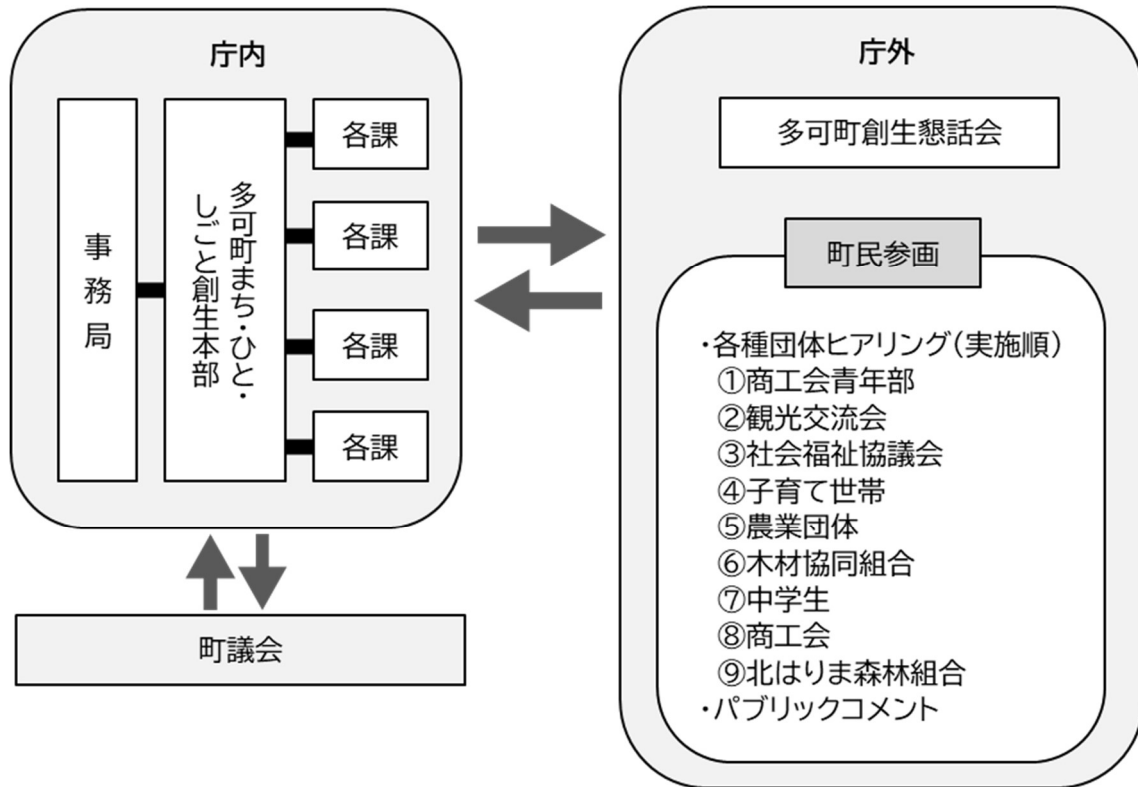 庁内
事務局
多可町まち・ひと・
しごと創生本部
各課
各課
各課
各課
町議会
庁外
多可町創生懇話会
町民参画
・各種団体ヒアリング(実施順)
①商工会青年部
②観光交流会
③社会福祉協議会
④子育て世帯
⑤農業団体
⑥木材協同組合
⑦中学生
⑧商工会
⑨北はりま森林組合
・パブリックコメント